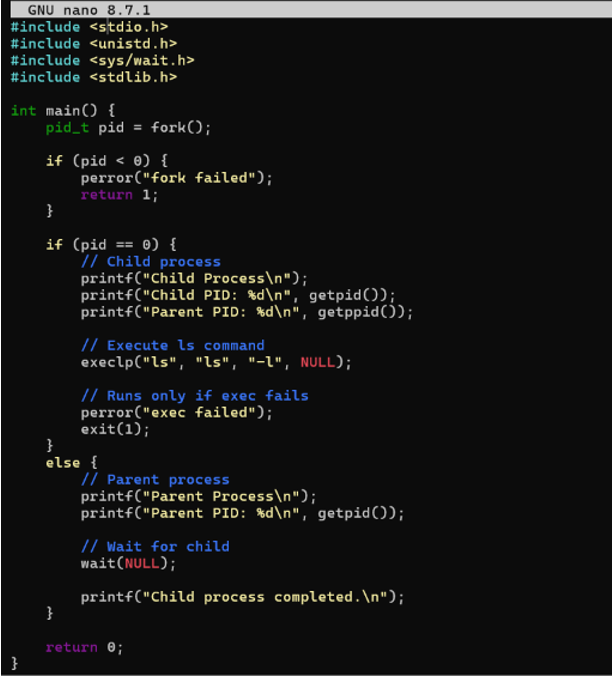 GNU nano 8.7.1
#include <stdio.h>
#include <unistd.h>
#include <sys/wait.h>
#include <stdlib.h>

int main() {
    pid_t pid = fork();

    if (pid < 0) {
        perror("fork failed");
        return 1;
    }

    if (pid == 0) {
        // Child process
        printf("Child Process\n");
        printf("Child PID: %d\n", getpid());
        printf("Parent PID: %d\n", getppid());

        // Execute ls command
        execlp("ls", "ls", "-l", NULL);

        // Runs only if exec fails
        perror("exec failed");
        exit(1);
    }
    else {
        // Parent process
        printf("Parent Process\n");
        printf("Parent PID: %d\n", getpid());

        // Wait for child
        wait(NULL);

        printf("Child process completed.\n");
    }

    return 0;
}